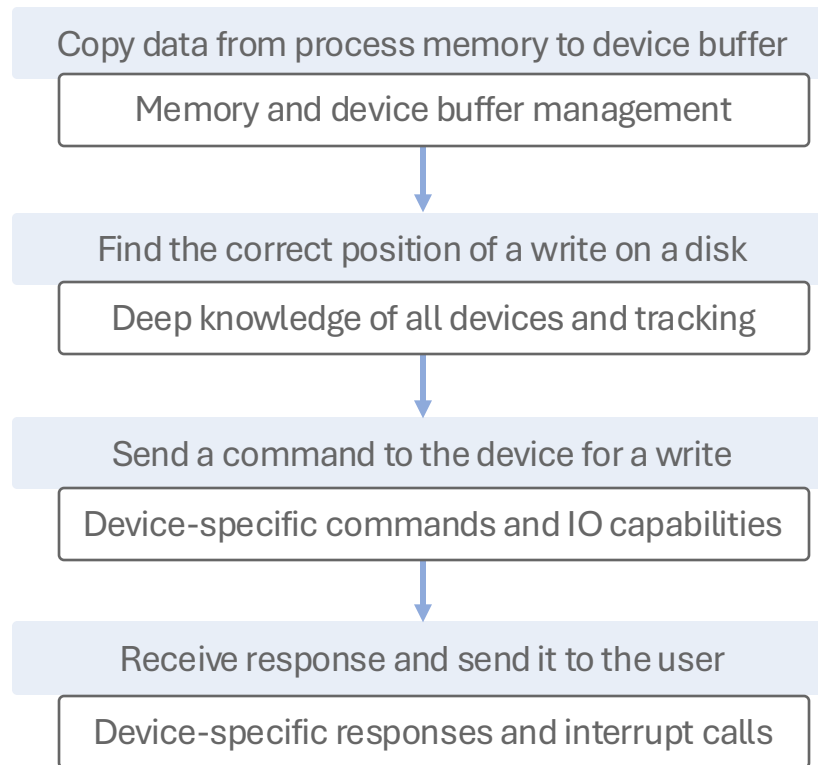 Copy data from process memory to device buffer
Memory and device buffer management
Find the correct position of a write on a disk
Deep knowledge of all devices and tracking
Send a command to the device for a write
Device-specific commands and IO capabilities
Receive response and send it to the user
Device-specific responses and interrupt calls